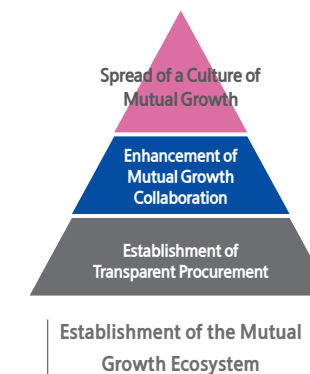 Spread of a Culture of
Mutual Growth
Enhancement of
Mutual Growth
Collaboration
Establishment of
Transparent Procurement
Establishment of the Mutual
Growth Ecosystem